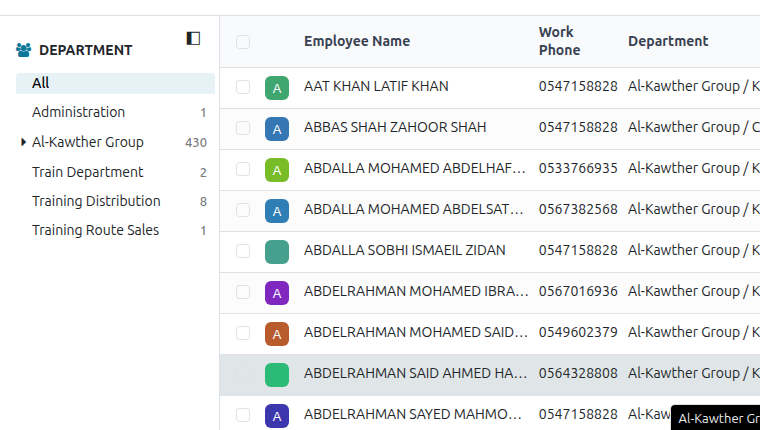 DEPARTMENT
All
Administration 1
Al-Kawther Group 430
Train Department 2
Training Distribution 8
Training Route Sales 1
Employee Name Work Phone Department
A AAT KHAN LATIF KHAN 0547158828 Al-Kawther Group / K
A ABBAS SHAH ZAHOOR SHAH 0547158828 Al-Kawther Group / C
A ABDALLA MOHAMED ABDELHAF... 0533766935 Al-Kawther Group / K
A ABDALLA MOHAMED ABDELSAT... 0567382568 Al-Kawther Group / K
ABDALLA SOBHI ISMAEIL ZIDAN 0547158828 Al-Kawther Group / K
A ABDELRAHMAN MOHAMED IBRA... 0567016936 Al-Kawther Group / K
A ABDELRAHMAN MOHAMED SAID... 0549602379 Al-Kawther Group / K
ABDELRAHMAN SAID AHMED HA... 0564328808 Al-Kawther Group / K
A ABDELRAHMAN SAYED MAHMO... 0547158828 Al-Kaw
Al-Kawther Gr